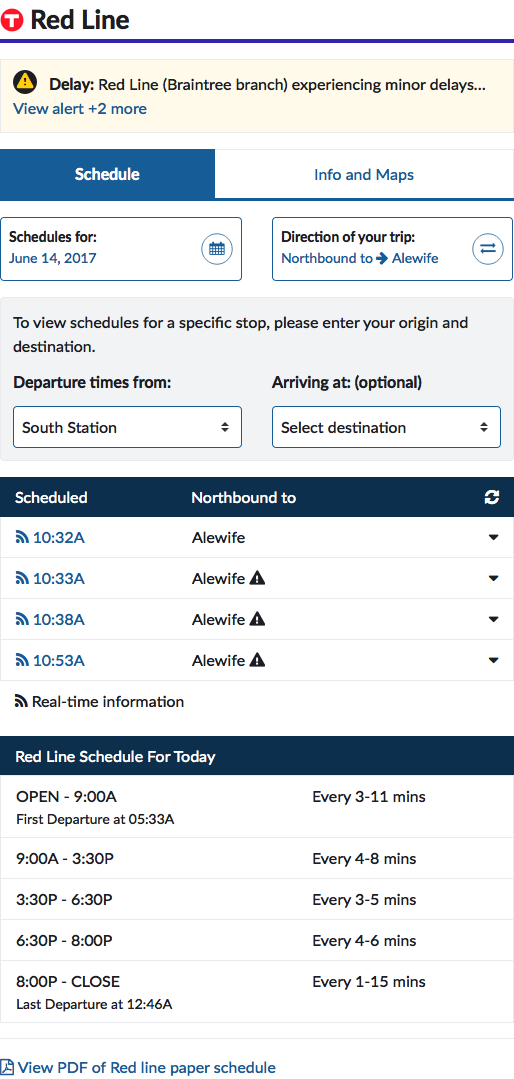 T Red Line
Delay: Red Line (Braintree branch) experiencing minor delays...
View alert +2 more
Schedule
Info and Maps
Schedules for:
June 14, 2017
Direction of your trip:
Northbound to → Alewife
To view schedules for a specific stop, please enter your origin and
destination.
Departure times from:
Arriving at: (optional)
South Station
Select destination
Scheduled Northbound to
10:32A Alewife
10:33A Alewife
10:38A Alewife
10:53A Alewife
Real-time information
Red Line Schedule For Today
OPEN - 9:00A Every 3-11 mins
First Departure at 05:33A
9:00A - 3:30P Every 4-8 mins
3:30P - 6:30P Every 3-5 mins
6:30P - 8:00P Every 4-6 mins
8:00P - CLOSE Every 1-15 mins
Last Departure at 12:46A
View PDF of Red line paper schedule